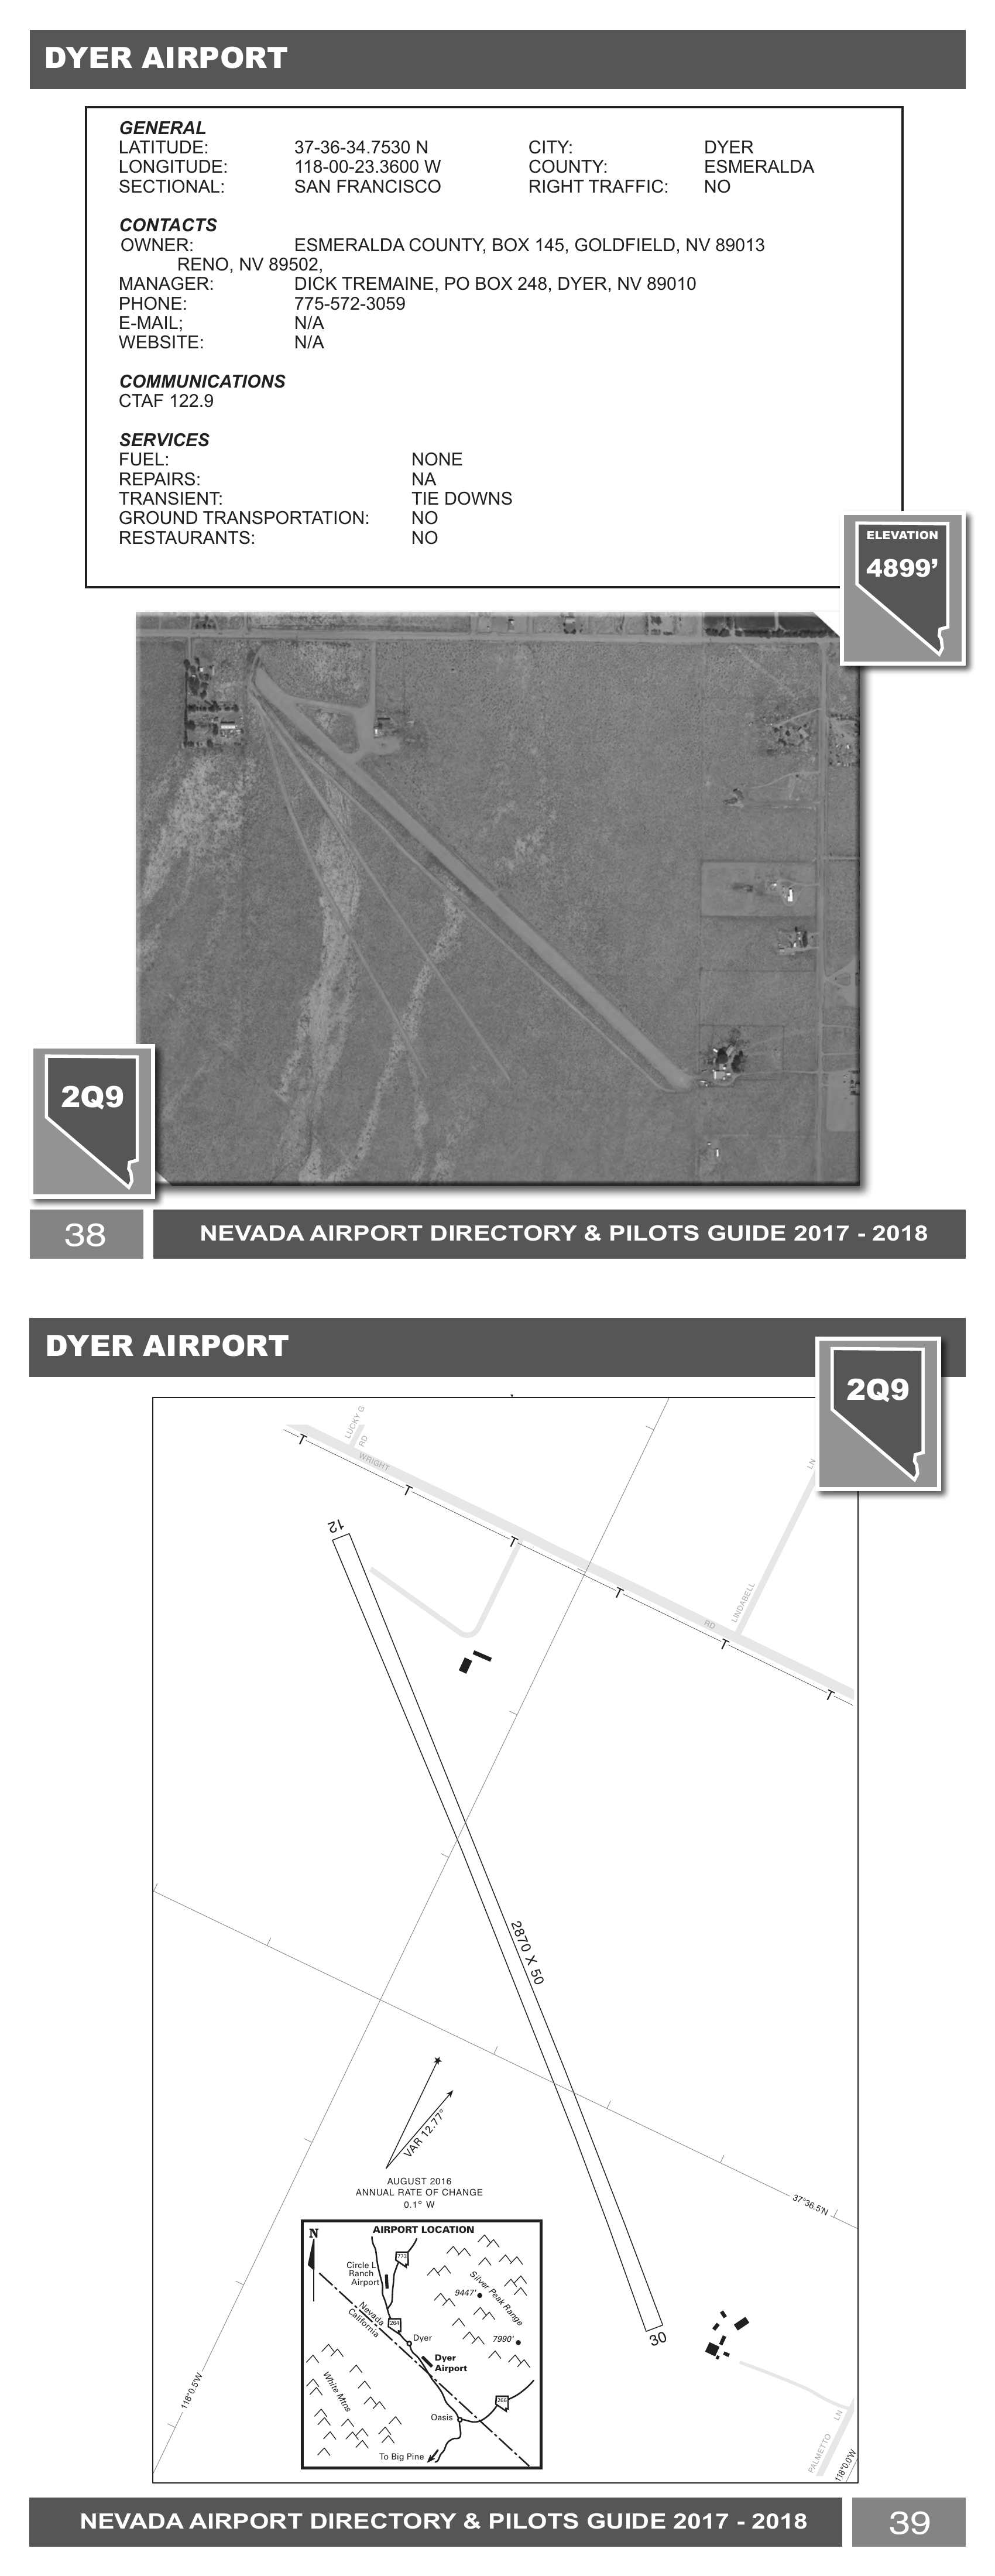 DYER AIRPORT
GENERAL
LATITUDE: 37-36-34.7530 N CITY: DYER
LONGITUDE: 118-00-23.3600 W COUNTY: ESMERALDA
SECTIONAL: SAN FRANCISCO RIGHT TRAFFIC: NO
CONTACTS
OWNER: ESMERALDA COUNTY, BOX 145, GOLDFIELD, NV 89013
RENO, NV 89502,
MANAGER: DICK TREMAINE, PO BOX 248, DYER, NV 89010
PHONE: 775-572-3059
E-MAIL; N/A
WEBSITE: N/A
COMMUNICATIONS
CTAF 122.9
SERVICES
FUEL: NONE
REPAIRS: NA
TRANSIENT: TIE DOWNS
GROUND TRANSPORTATION: NO
RESTAURANTS: NO
ELEVATION
4899’
2Q9
38
NEVADA AIRPORT DIRECTORY & PILOTS GUIDE 2017 - 2018
DYER AIRPORT
2Q9
LUCKY G
RD
WRIGHT
T
T
T
T
T
T
LN
LINDABELL
RD
12
2870 X 50
30
VAR 12.77°
AUGUST 2016
ANNUAL RATE OF CHANGE
0.1° W
37°36.5'N
118°0.5'W
118°0.0'W
PALMETTO
LN
AIRPORT LOCATION
N
773
Circle L
Ranch
Airport
Silver Peak Range
9447'
Nevada
California
264
Dyer
7990'
Dyer
Airport
White Mtns
266
Oasis
To Big Pine
NEVADA AIRPORT DIRECTORY & PILOTS GUIDE 2017 - 2018
39